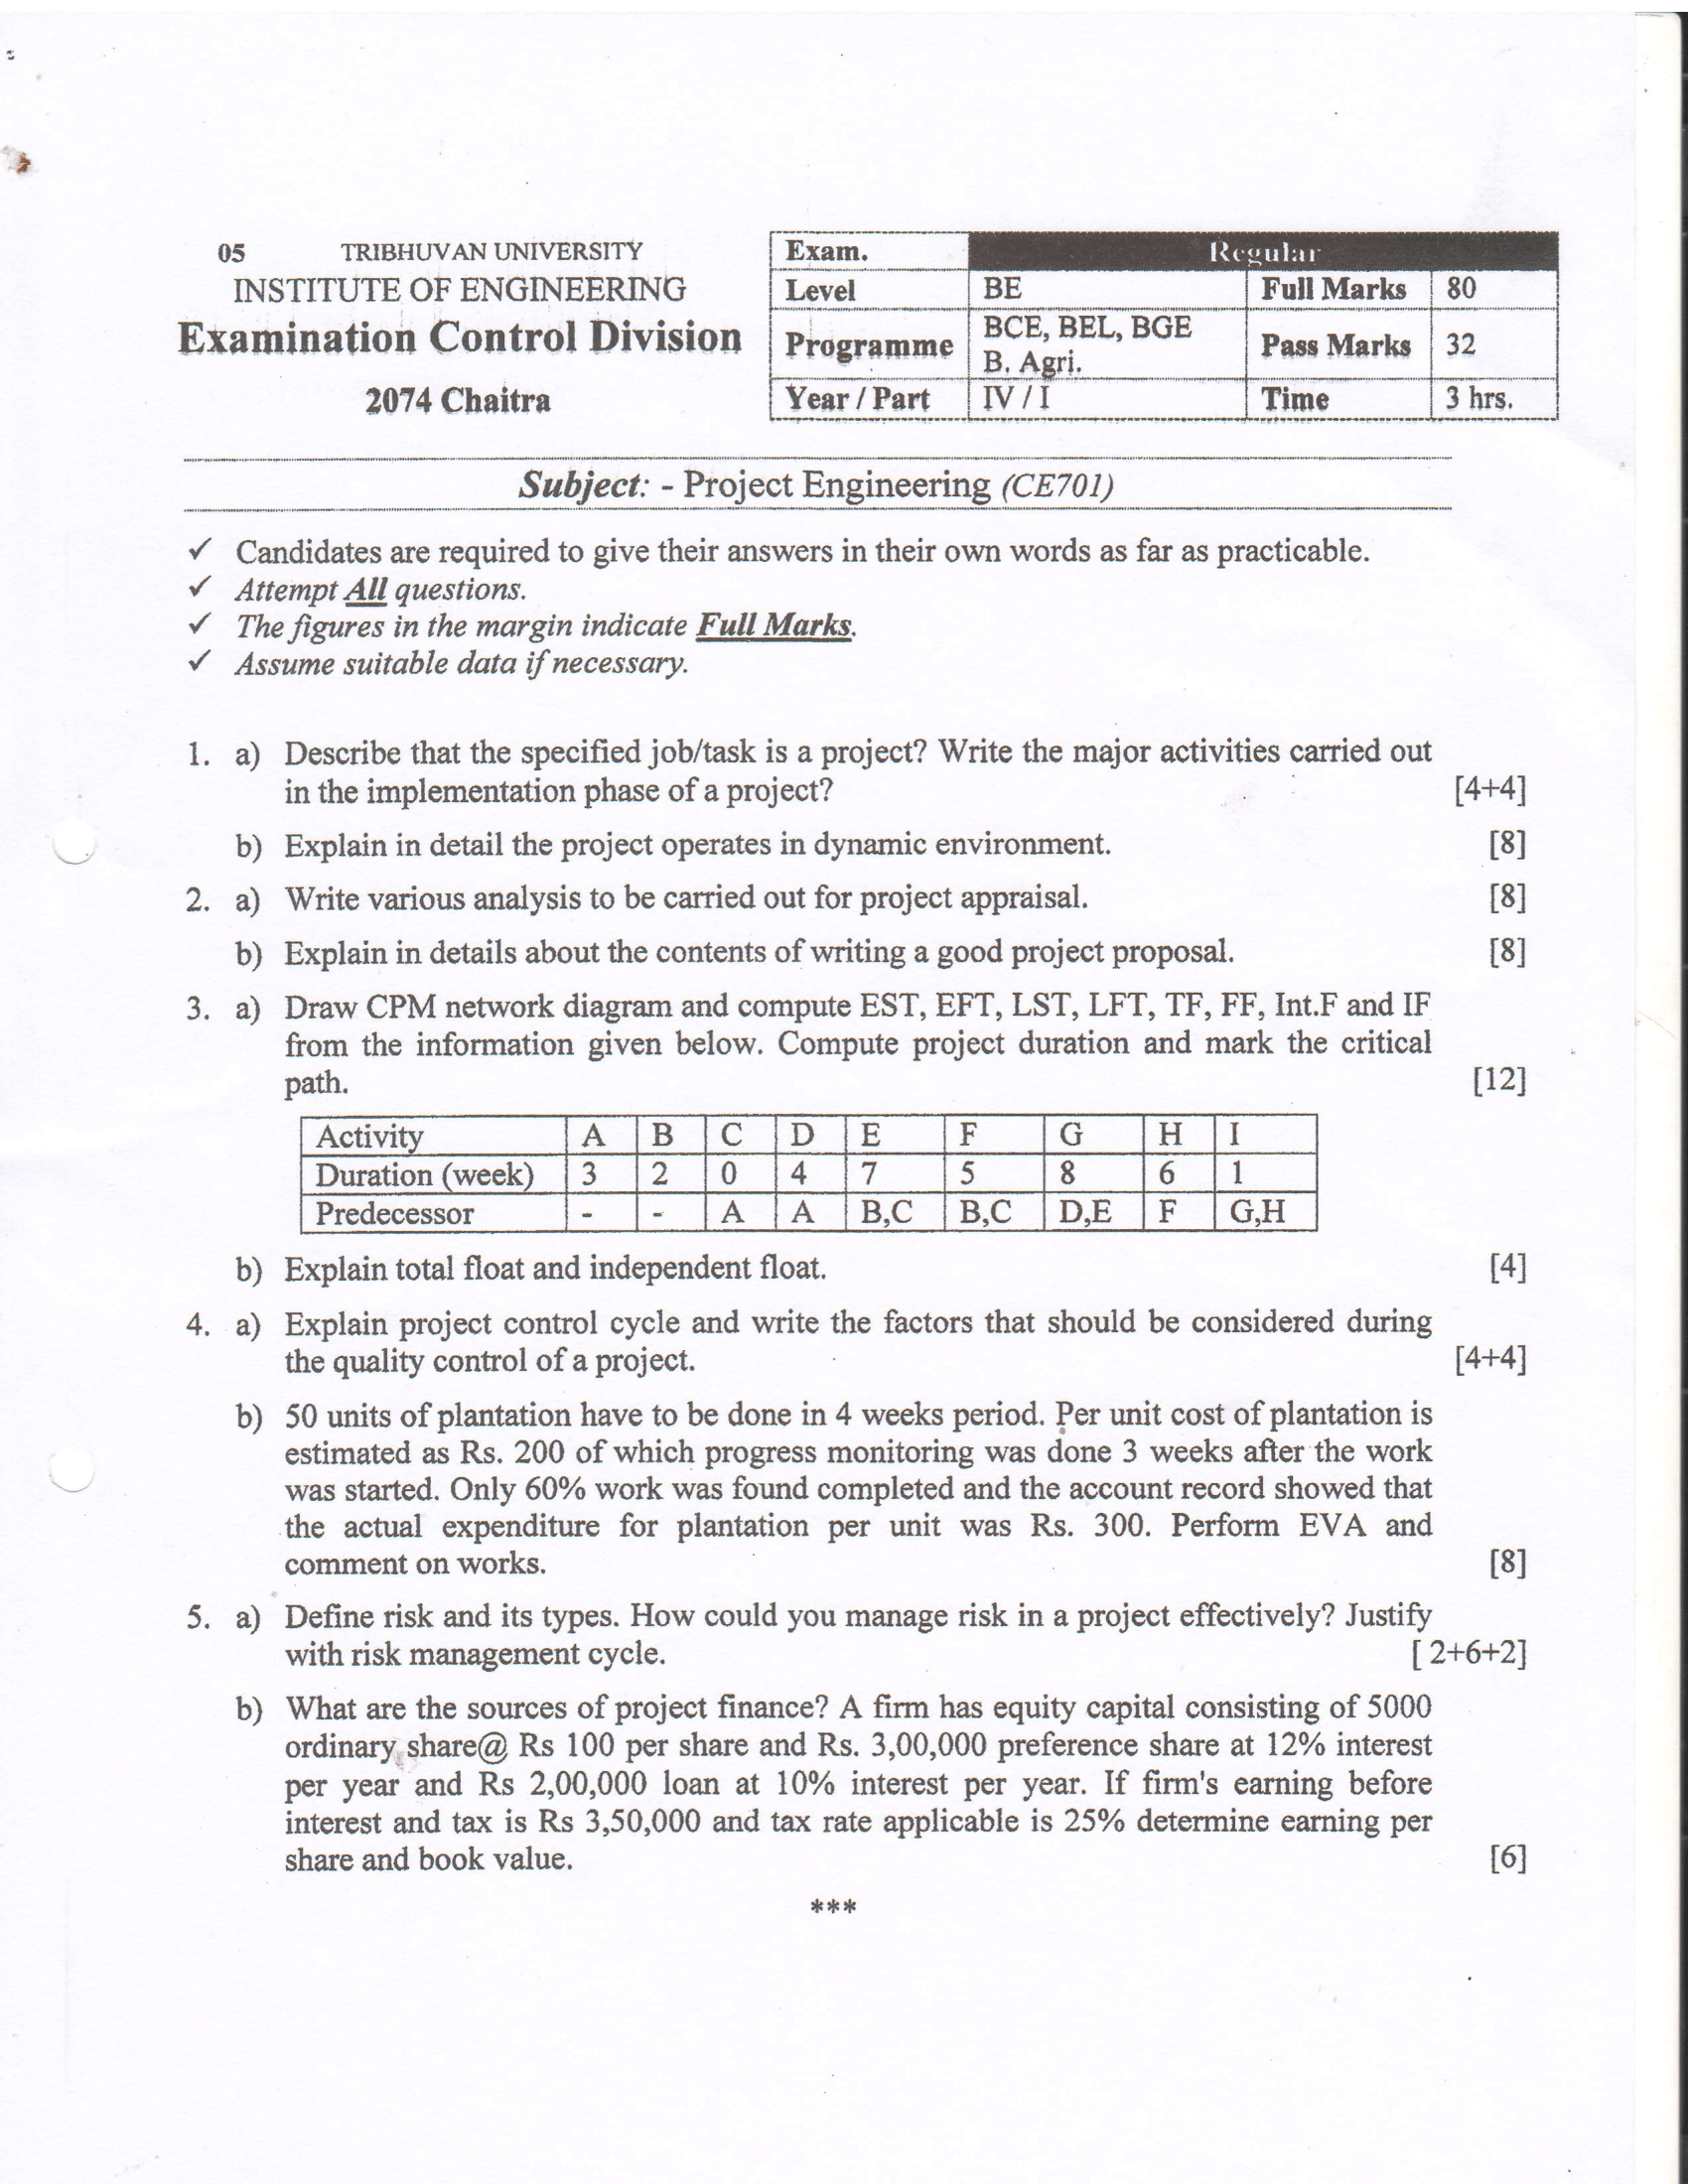 05 TRIBHUVAN UNIVERSITY
INSTITUTE OF ENGINEERING
Examination Control Division
2074 Chaitra
Exam. Regular
Level BE Full Marks 80
Programme BCE, BEL, BGE B. Agri. Pass Marks 32
Year / Part IV / I Time 3 hrs.
Subject: - Project Engineering (CE701)
✓ Candidates are required to give their answers in their own words as far as practicable.
✓ Attempt All questions.
✓ The figures in the margin indicate Full Marks.
✓ Assume suitable data if necessary.
1. a) Describe that the specified job/task is a project? Write the major activities carried out
in the implementation phase of a project? [4+4]
b) Explain in detail the project operates in dynamic environment. [8]
2. a) Write various analysis to be carried out for project appraisal. [8]
b) Explain in details about the contents of writing a good project proposal. [8]
3. a) Draw CPM network diagram and compute EST, EFT, LST, LFT, TF, FF, Int.F and IF
from the information given below. Compute project duration and mark the critical
path. [12]
Activity A B C D E F G H I
Duration (week) 3 2 0 4 7 5 8 6 1
Predecessor - - A A B,C B,C D,E F G,H
b) Explain total float and independent float. [4]
4. a) Explain project control cycle and write the factors that should be considered during
the quality control of a project. [4+4]
b) 50 units of plantation have to be done in 4 weeks period. Per unit cost of plantation is
estimated as Rs. 200 of which progress monitoring was done 3 weeks after the work
was started. Only 60% work was found completed and the account record showed that
the actual expenditure for plantation per unit was Rs. 300. Perform EVA and
comment on works. [8]
5. a) Define risk and its types. How could you manage risk in a project effectively? Justify
with risk management cycle. [ 2+6+2]
b) What are the sources of project finance? A firm has equity capital consisting of 5000
ordinary share@ Rs 100 per share and Rs. 3,00,000 preference share at 12% interest
per year and Rs 2,00,000 loan at 10% interest per year. If firm's earning before
interest and tax is Rs 3,50,000 and tax rate applicable is 25% determine earning per
share and book value. [6]
***